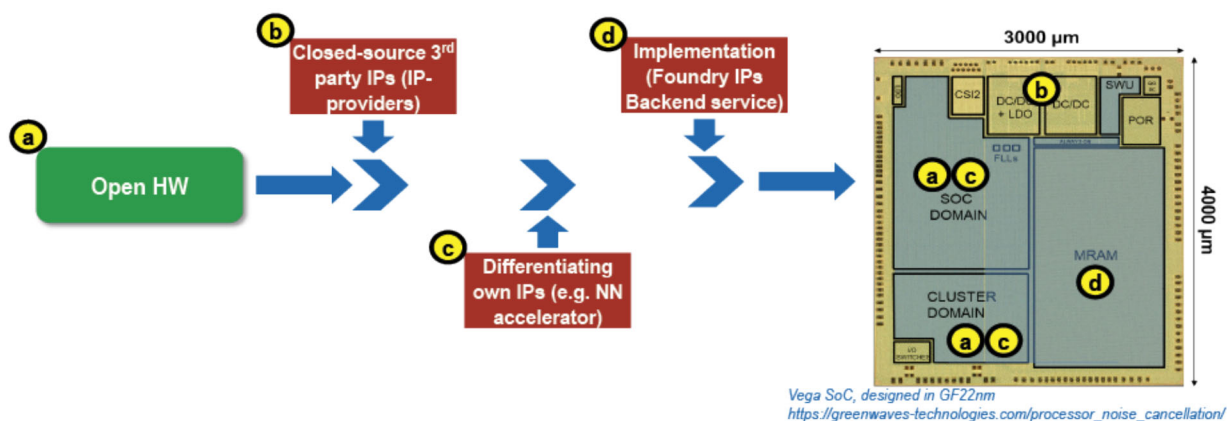 a
Open HW
b
Closed-source 3rd
party IPs (IP-
providers)
c
Differentiating
own IPs (e.g. NN
accelerator)
d
Implementation
(Foundry IPs
Backend service)
3000 µm
4000 µm
CSI2
DC/DC
+ LDO
b
DC/DC
SWU
POR
FLLs
a c
SOC
DOMAIN
MRAM
d
CLUSTER
DOMAIN
a c
SWITCHES
Vega SoC, designed in GF22nm
https://greenwaves-technologies.com/processor_noise_cancellation/